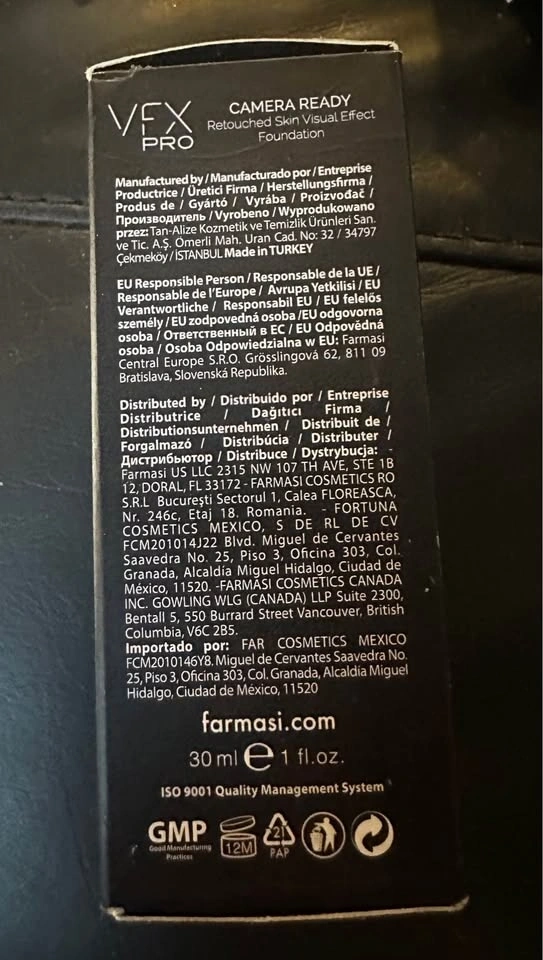 VFX
PRO
CAMERA READY
Retouched Skin Visual Effect
Foundation
Manufactured by / Manufacturado por / Entreprise
Productrice / Üretici Firma / Herstellungsfirma /
Produs de / Gyártó / Vyrába / Proizvođač /
Производитель / Vyrobeno / Wyprodukowano
przez: Tan-Alize Kozmetik ve Temizlik Ürünleri San.
ve Tic. A.Ş. Ömerli Mah. Uran Cad. No: 32 / 34797
Çekmeköy / İSTANBUL Made in TURKEY
EU Responsible Person / Responsable de la UE /
Responsable de l'Europe / Avrupa Yetkilisi / EU
Verantwortliche / Responsabil EU / EU felelős
személy / EU zodpovedná osoba /EU odgovorna
osoba / Ответственный в ЕС / EU Odpovědná
osoba / Osoba Odpowiedzialna w EU: Farmasi
Central Europe S.R.O. Grösslingová 62, 811 09
Bratislava, Slovenská Republika.
Distributed by / Distribuido por / Entreprise
Distributrice / Dağıtıcı Firma /
Distributionsunternehmen / Distribuit de /
Forgalmazó / Distribúcia / Distributer /
Дистрибьютор / Distribuce / Dystrybucja: -
Farmasi US LLC 2315 NW 107 TH AVE, STE 1B
12, DORAL, FL 33172 - FARMASI COSMETICS RO
S.R.L Bucureşti Sectorul 1, Calea FLOREASCA,
Nr. 246c, Etaj 18. Romania. - FORTUNA
COSMETICS MEXICO, S DE RL DE CV
FCM201014J22 Blvd. Miguel de Cervantes
Saavedra No. 25, Piso 3, Oficina 303, Col.
Granada, Alcaldía Miguel Hidalgo, Ciudad de
México, 11520. -FARMASİ COSMETICS CANADA
INC. GOWLING WLG (CANADA) LLP Suite 2300,
Bentall 5, 550 Burrard Street Vancouver, British
Columbia, V6C 2B5.
Importado por: FAR COSMETICS MEXICO
FCM2010146Y8. Miguel de Cervantes Saavedra No.
25, Piso 3, Oficina 303, Col. Granada, Alcaldía Miguel
Hidalgo, Ciudad de México, 11520
farmasi.com
30 ml e 1 fl.oz.
ISO 9001 Quality Management System
GMP
Good Manufacturing
Practices
12M
21
PAP